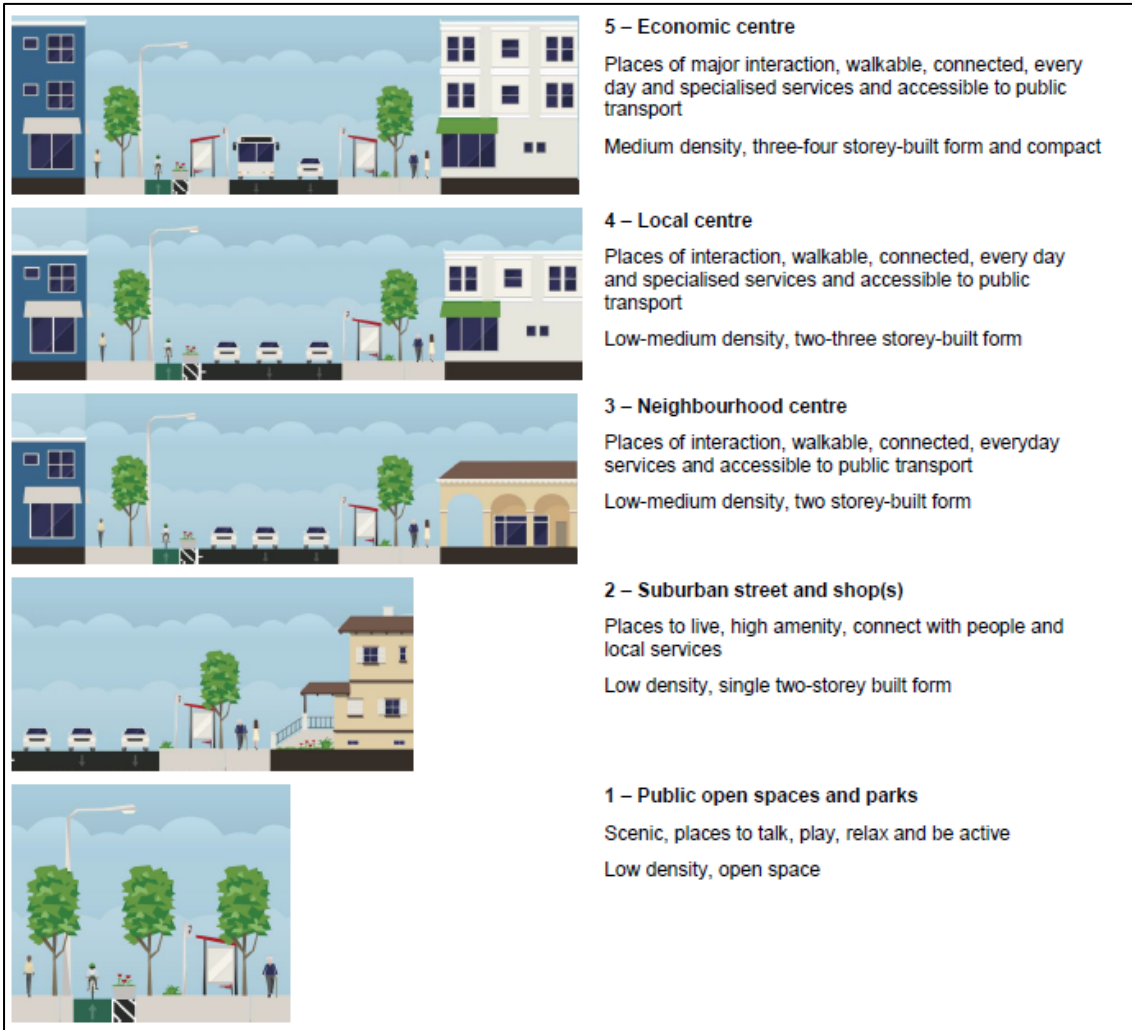 5 – Economic centre
Places of major interaction, walkable, connected, every
day and specialised services and accessible to public
transport
Medium density, three-four storey-built form and compact
4 – Local centre
Places of interaction, walkable, connected, every day
and specialised services and accessible to public
transport
Low-medium density, two-three storey-built form
3 – Neighbourhood centre
Places of interaction, walkable, connected, everyday
services and accessible to public transport
Low-medium density, two storey-built form
2 – Suburban street and shop(s)
Places to live, high amenity, connect with people and
local services
Low density, single two-storey built form
1 – Public open spaces and parks
Scenic, places to talk, play, relax and be active
Low density, open space